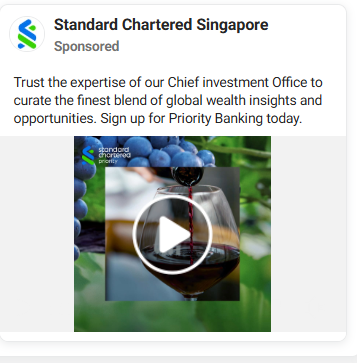 Standard Chartered Singapore
Sponsored
Trust the expertise of our Chief investment Office to
curate the finest blend of global wealth insights and
opportunities. Sign up for Priority Banking today.
standard
chartered
priority